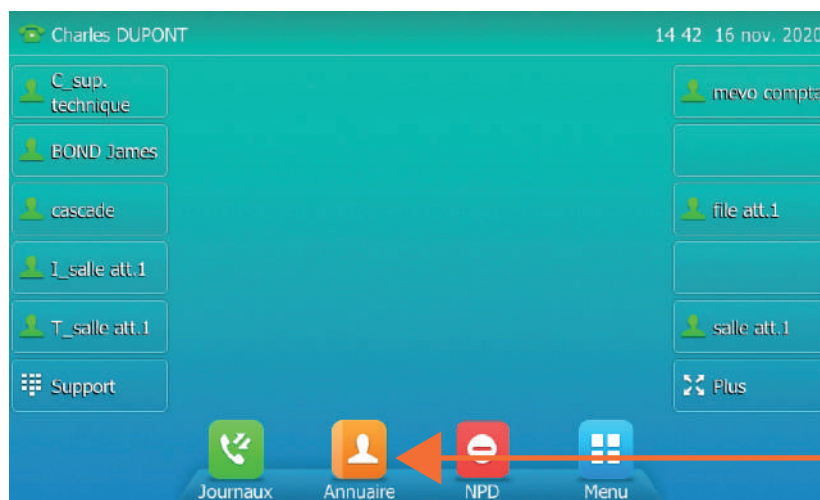 Charles DUPONT
14 42 16 nov. 2020
C_sup.
technique
mevo compta
BOND James
cascade
file att.1
I_salle att.1
T_salle att.1
salle att.1
Support
Plus
Journaux
Annuaire
NPD
Menu